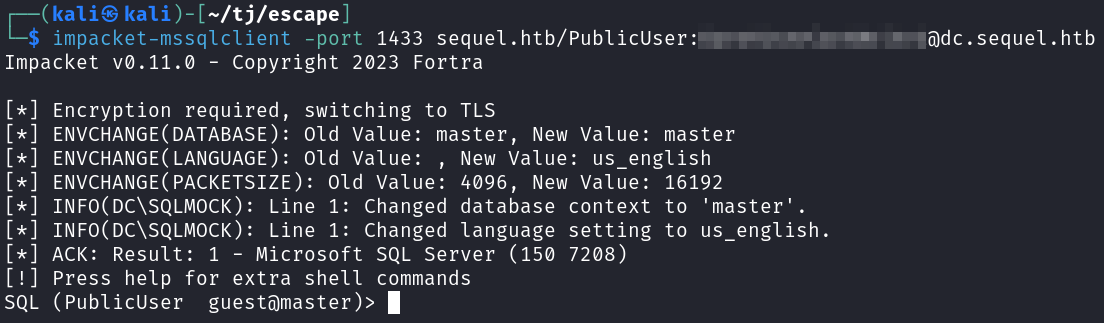 ┌──(kali㉿kali)-[~/tj/escape]
└─$ impacket-mssqlclient -port 1433 sequel.htb/PublicUser:@dc.sequel.htb
Impacket v0.11.0 - Copyright 2023 Fortra
[*] Encryption required, switching to TLS
[*] ENVCHANGE(DATABASE): Old Value: master, New Value: master
[*] ENVCHANGE(LANGUAGE): Old Value: , New Value: us_english
[*] ENVCHANGE(PACKETSIZE): Old Value: 4096, New Value: 16192
[*] INFO(DC\SQLMOCK): Line 1: Changed database context to 'master'.
[*] INFO(DC\SQLMOCK): Line 1: Changed language setting to us_english.
[*] ACK: Result: 1 - Microsoft SQL Server (150 7208)
[!] Press help for extra shell commands
SQL (PublicUser  guest@master)>